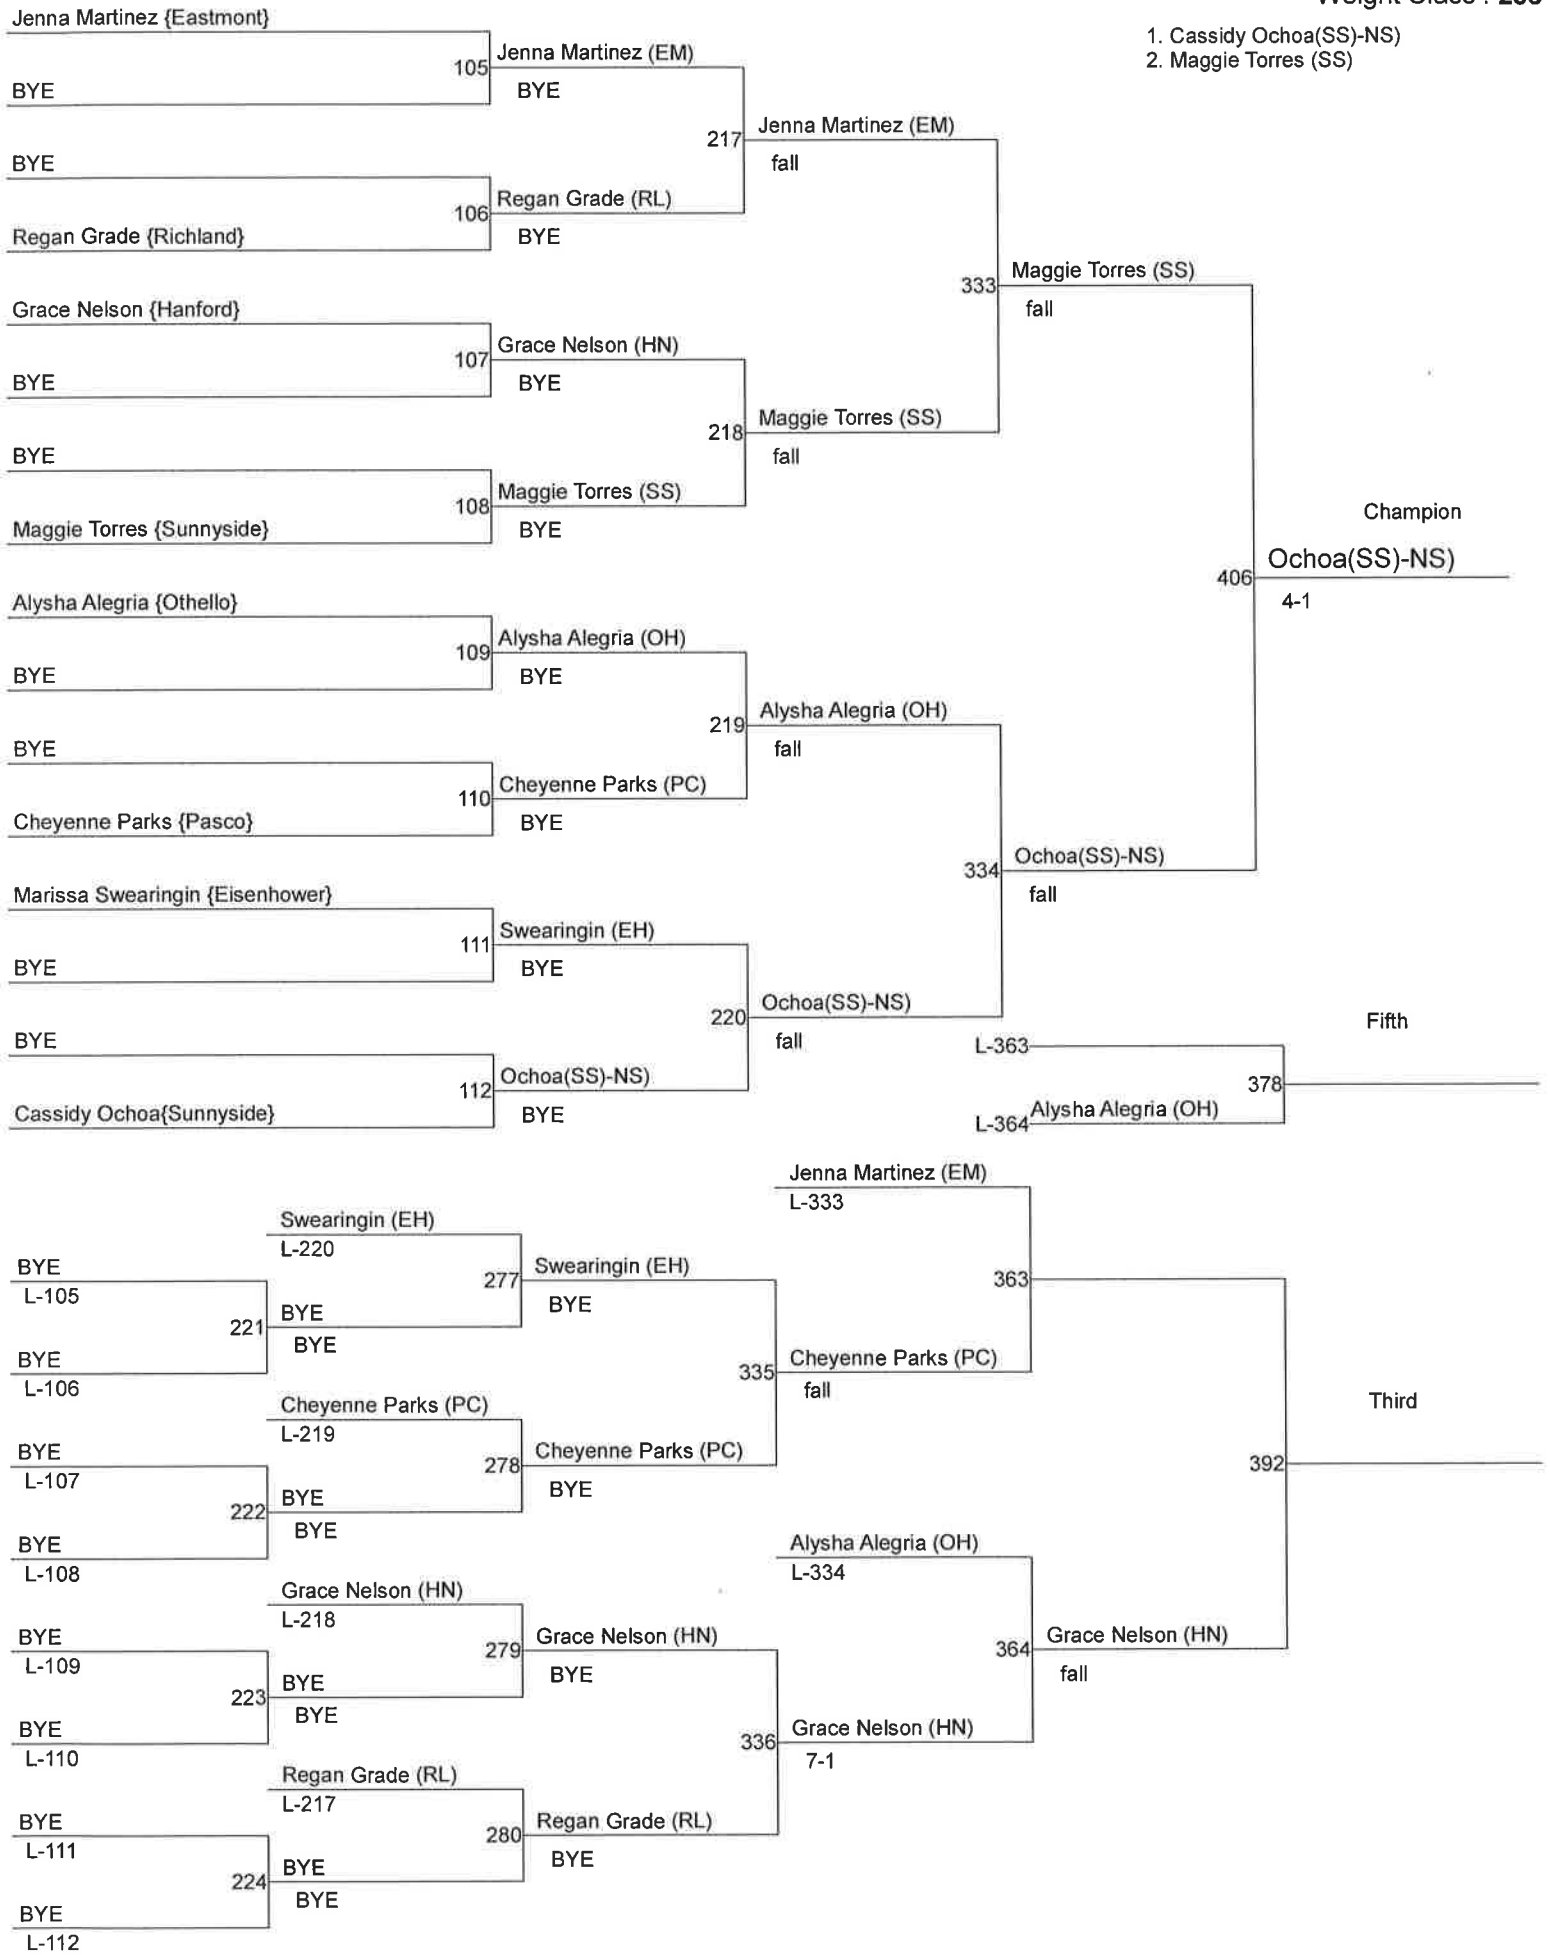 Jenna Martinez {Eastmont}
1. Cassidy Ochoa(SS)-NS)
2. Maggie Torres (SS)
105
Jenna Martinez (EM)
BYE
BYE
217
Jenna Martinez (EM)
fall
BYE
106
Regan Grade (RL)
BYE
Regan Grade {Richland}
333
Maggie Torres (SS)
fall
Grace Nelson {Hanford}
107
Grace Nelson (HN)
BYE
BYE
218
Maggie Torres (SS)
fall
BYE
108
Maggie Torres (SS)
BYE
Maggie Torres {Sunnyside}
Champion
406
Ochoa(SS)-NS)
4-1
Alysha Alegria {Othello}
109
Alysha Alegria (OH)
BYE
BYE
219
Alysha Alegria (OH)
fall
BYE
110
Cheyenne Parks (PC)
BYE
Cheyenne Parks {Pasco}
334
Ochoa(SS)-NS)
fall
Marissa Swearingin {Eisenhower}
111
Swearingin (EH)
BYE
BYE
220
Ochoa(SS)-NS)
fall
BYE
112
Ochoa(SS)-NS)
BYE
Cassidy Ochoa{Sunnyside}
Fifth
L-363
378
L-364
Alysha Alegria (OH)
Jenna Martinez (EM)
L-333
Swearingin (EH)
L-220
BYE
L-105
277
Swearingin (EH)
BYE
363
221
BYE
BYE
BYE
L-106
335
Cheyenne Parks (PC)
fall
Cheyenne Parks (PC)
L-219
Third
BYE
L-107
278
Cheyenne Parks (PC)
BYE
392
222
BYE
BYE
BYE
L-108
Alysha Alegria (OH)
L-334
Grace Nelson (HN)
L-218
BYE
L-109
279
Grace Nelson (HN)
BYE
364
Grace Nelson (HN)
fall
223
BYE
BYE
BYE
L-110
336
Grace Nelson (HN)
7-1
Regan Grade (RL)
L-217
BYE
L-111
280
Regan Grade (RL)
BYE
224
BYE
BYE
BYE
L-112